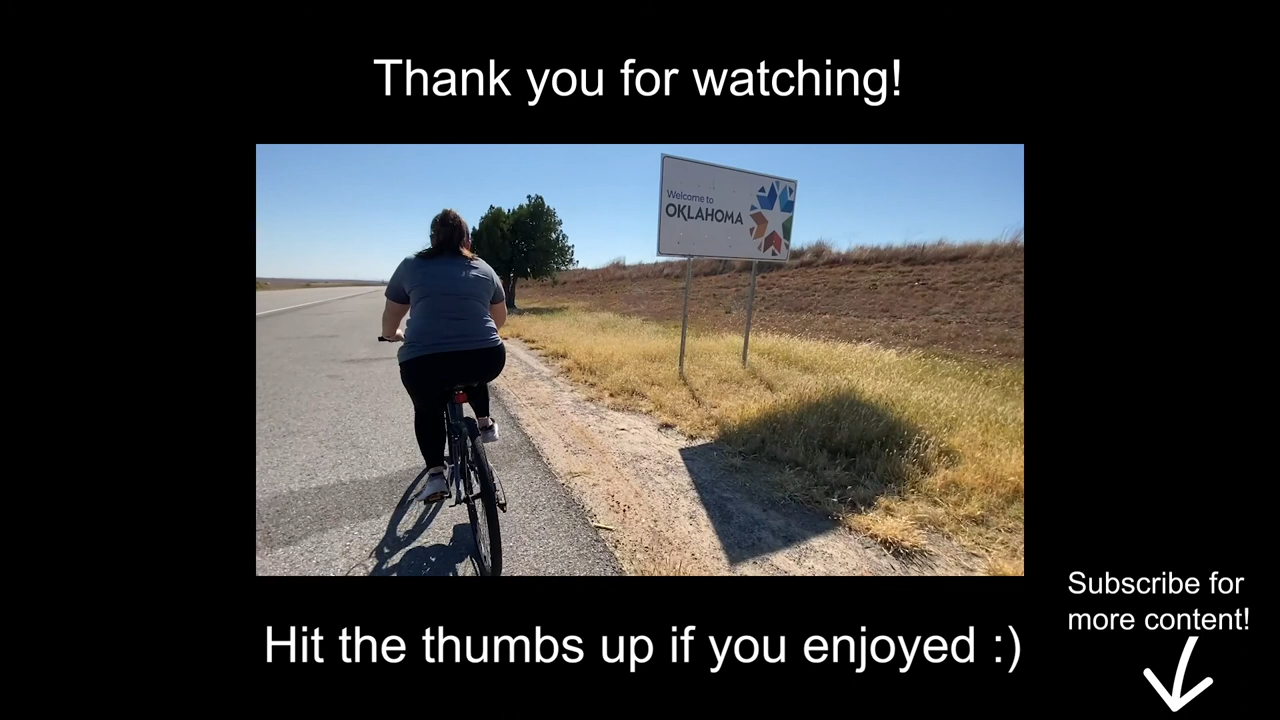 Thank you for watching!
Welcome to
OKLAHOMA
Hit the thumbs up if you enjoyed :)
Subscribe for
more content!